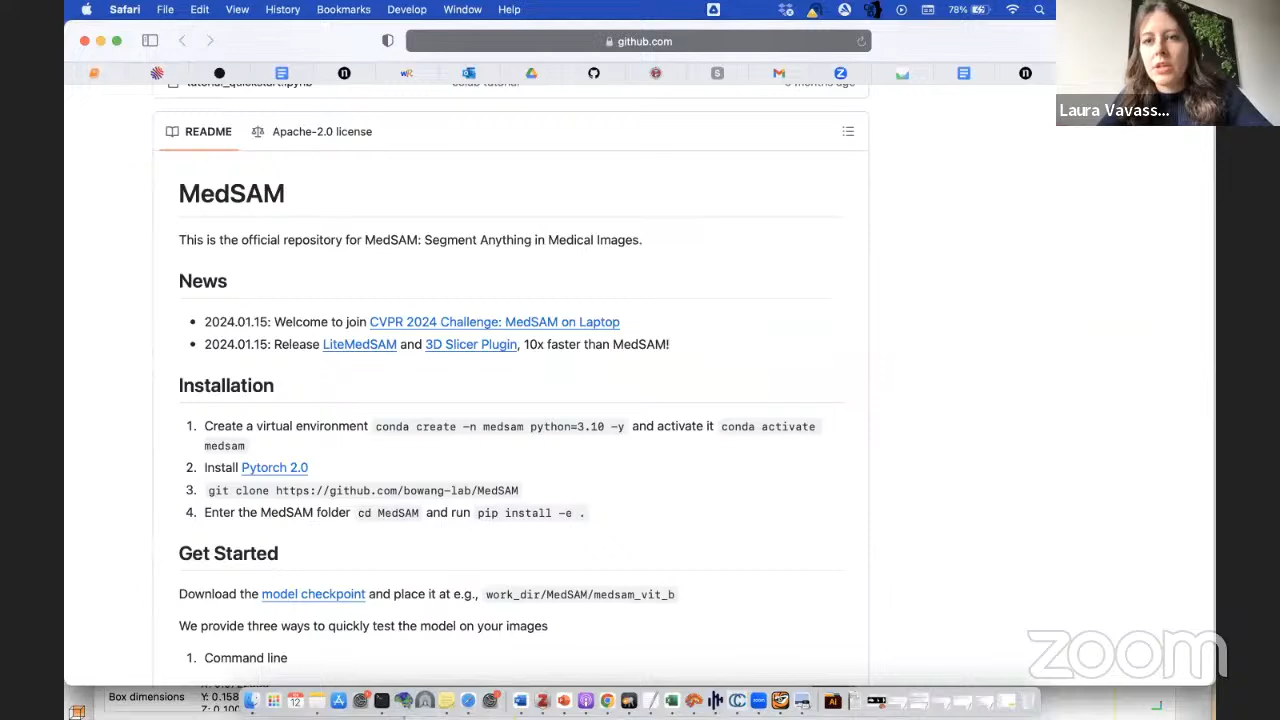 Safari File Edit View History Bookmarks Develop Window Help 78%
github.com
Laura Vavass...
README Apache-2.0 license
MedSAM
This is the official repository for MedSAM: Segment Anything in Medical Images.
News
• 2024.01.15: Welcome to join CVPR 2024 Challenge: MedSAM on Laptop
• 2024.01.15: Release LiteMedSAM and 3D Slicer Plugin, 10x faster than MedSAM!
Installation
1. Create a virtual environment conda create -n medsam python=3.10 -y and activate it conda activate
medsam
2. Install Pytorch 2.0
3. git clone https://github.com/bowang-lab/MedSAM
4. Enter the MedSAM folder cd MedSAM and run pip install -e .
Get Started
Download the model checkpoint and place it at e.g., work_dir/MedSAM/medsam_vit_b
We provide three ways to quickly test the model on your images
1. Command line
zoom
Box dimensions Y: 0.158